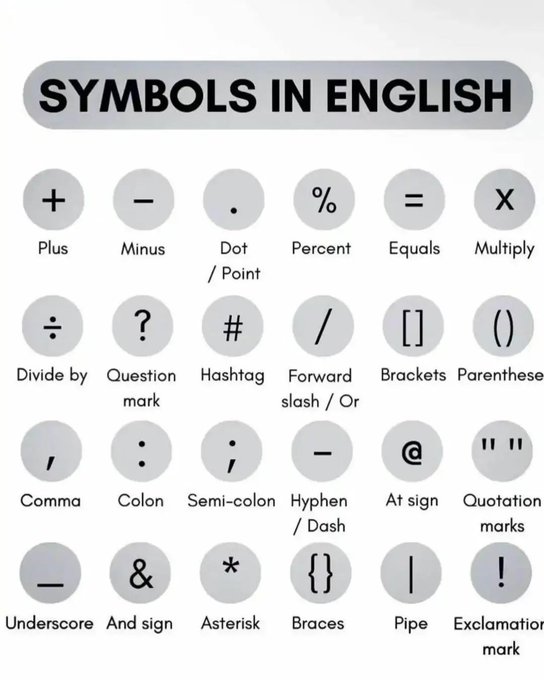 SYMBOLS IN ENGLISH
+ − . % = x
Plus Minus Dot / Point Percent Equals Multiply
÷ ? # / [] ()
Divide by Question mark Hashtag Forward slash / Or Brackets Parenthese
, : ; – @ " "
Comma Colon Semi-colon Hyphen / Dash At sign Quotation marks
_ & * {} | !
Underscore And sign Asterisk Braces Pipe Exclamation mark